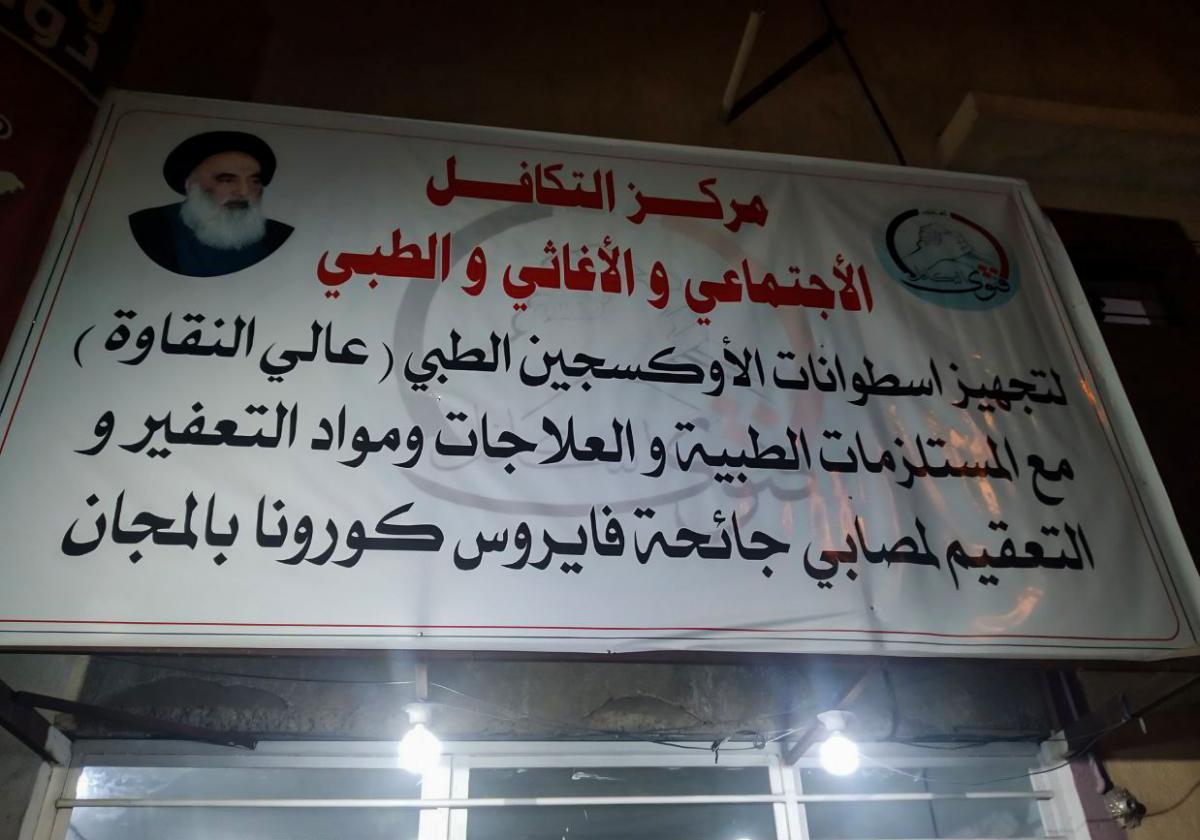 مركز التكافل
الأجتماعي و الأغاثي و الطبي
فتوى
لتجهيز اسطوانات الأوكسجين الطبي ( عالي النقاوة )
مع المستلزمات الطبية و العلاجات ومواد التعفير و
التعقيم لمصابي جائحة فايروس كورونا بالمجان